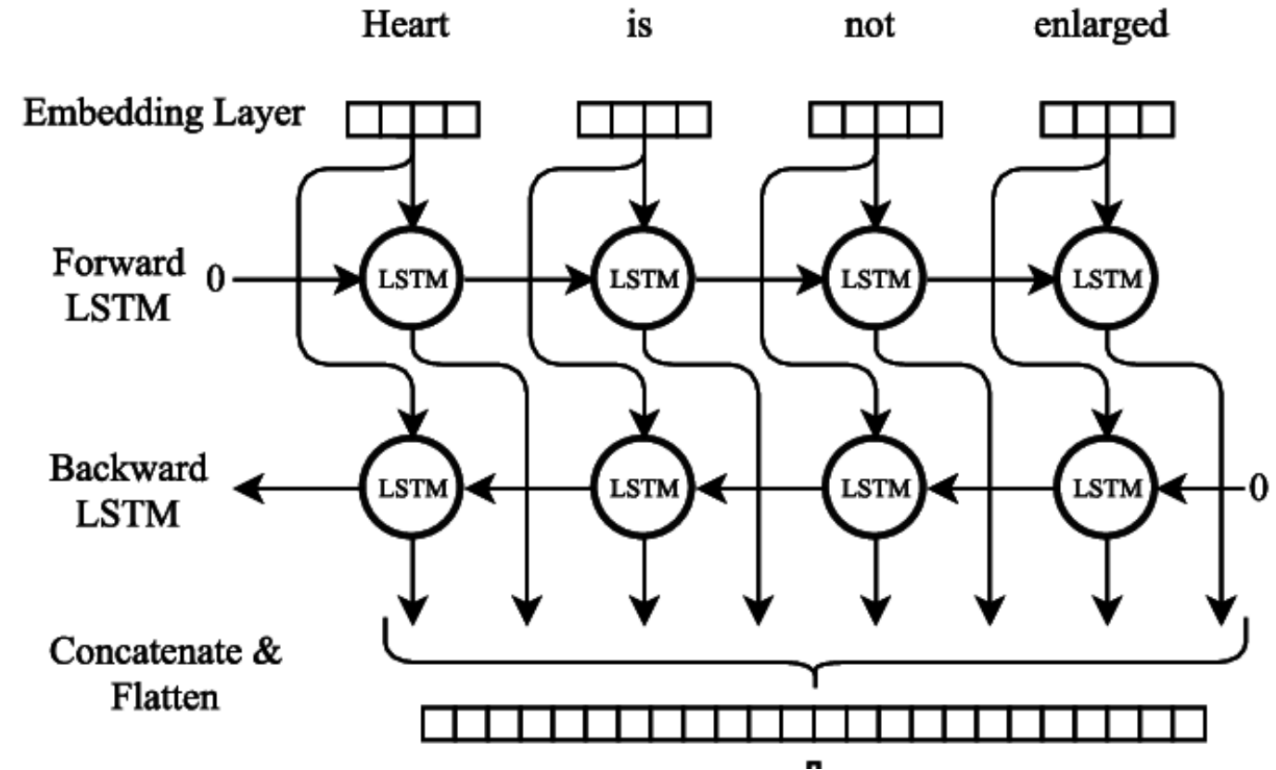 Heart is not enlarged
Embedding Layer
Forward
LSTM
0
LSTM LSTM LSTM LSTM
Backward
LSTM
LSTM LSTM LSTM LSTM
0
Concatenate &
Flatten